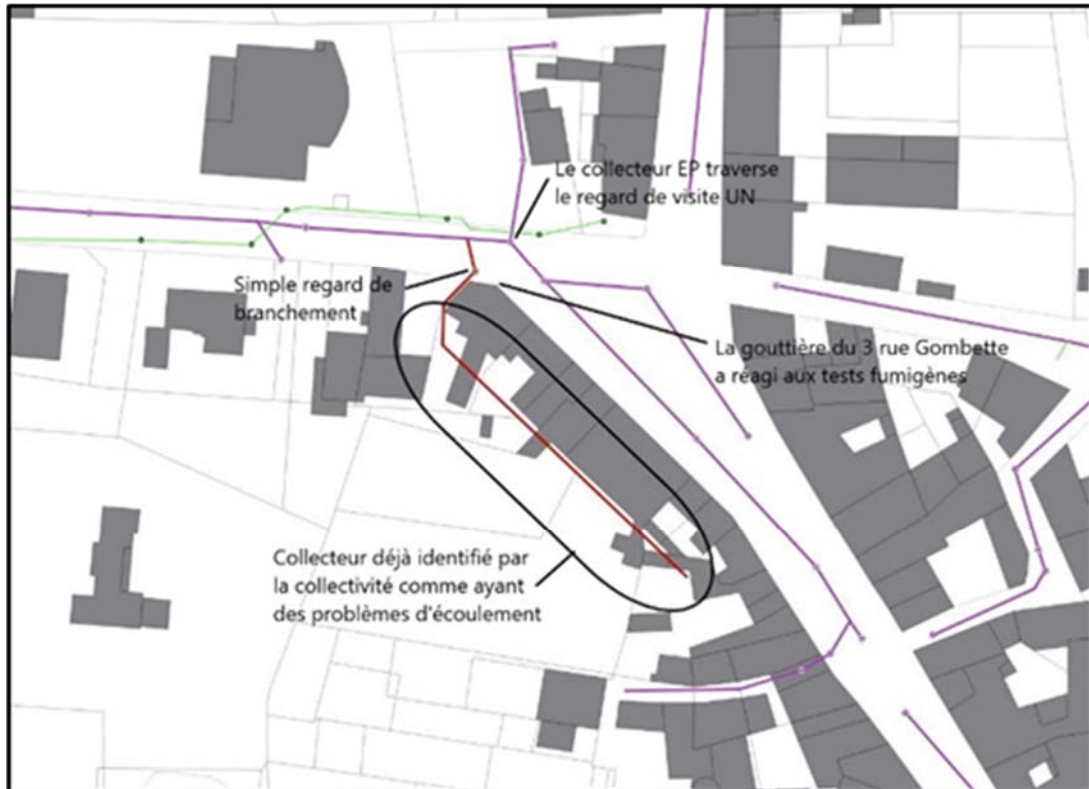 Le collecteur EP traverse
le regard de visite UN
Simple regard de
branchement
La gouttière du 3 rue Gombette
a réagi aux tests fumigènes
Collecteur déjà identifié par
la collectivité comme ayant
des problèmes d'écoulement